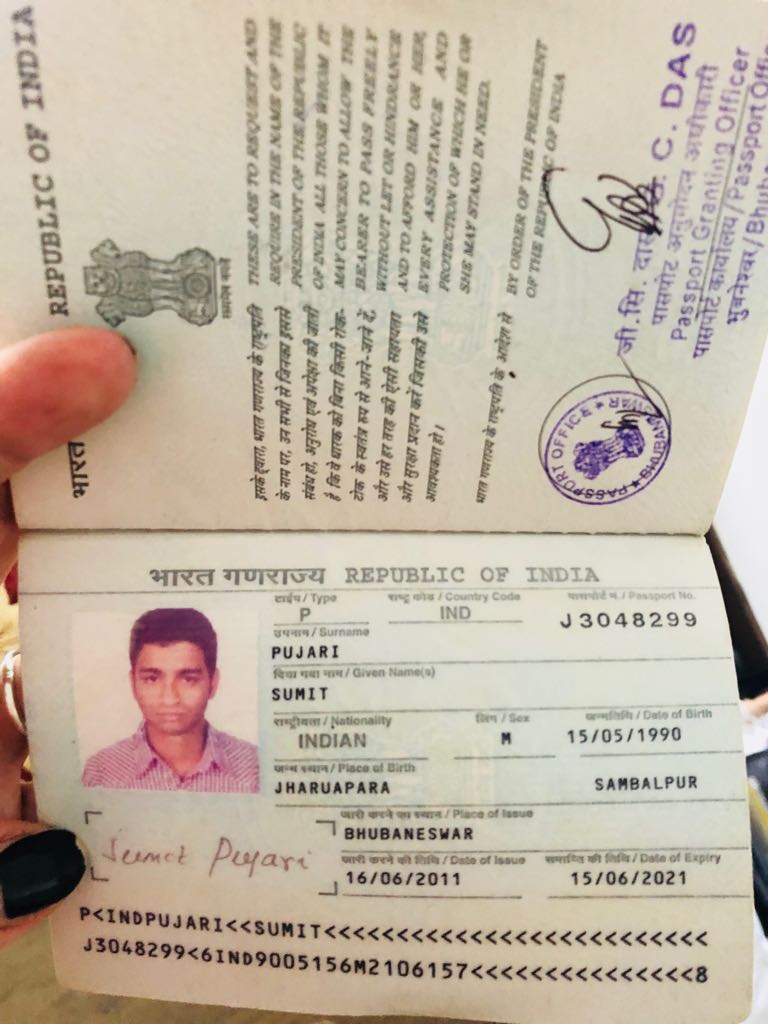 भारत
REPUBLIC OF INDIA
सत्यमेव जयते
इसके द्वारा, भारत गणराज्य के राष्ट्रपति
के नाम पर, उन सभी से जिनका इससे
संबंध हो, अनुरोध एवं अपेक्षा की जाती
है कि वे धारक को बिना किसी रोक-
टोक के स्वतंत्र रूप से आने-जाने दें,
और उसे हर तरह की ऐसी सहायता
और सुरक्षा प्रदान करें जिसकी उसे
आवश्यकता हो।
THESE ARE TO REQUEST AND
REQUIRE IN THE NAME OF THE
PRESIDENT OF THE REPUBLIC
OF INDIA ALL THOSE WHOM IT
MAY CONCERN TO ALLOW THE
BEARER TO PASS FREELY
WITHOUT LET OR HINDRANCE
AND TO AFFORD HIM OR HER,
EVERY ASSISTANCE AND
PROTECTION OF WHICH HE OR
SHE MAY STAND IN NEED.
भारत गणराज्य के राष्ट्रपति के आदेश से
BY ORDER OF THE PRESIDENT
OF THE REPUBLIC OF INDIA
PASSPORT OFFICE
जी.सि. दास C. DAS
पासपोर्ट अनुमोदन अधीकारी
Passport Granting Officer
पासपोर्ट कार्यालय/Passport
भुवनेश्वर/
भारत गणराज्य REPUBLIC OF INDIA
टाईप/Type राष्ट्र कोड/Country Code पासपोर्ट नं./Passport No.
P IND J3048299
उपनाम/Surname
PUJARI
दिया गया नाम/Given Name(s)
SUMIT
राष्ट्रीयता/Nationality लिंग/Sex जन्मतिथि/Date of Birth
INDIAN M 15/05/1990
जन्म स्थान/Place of Birth
JHARUAPARA SAMBALPUR
जारी करने का स्थान/Place of Issue
BHUBANESWAR
जारी करने की तिथि/Date of Issue समाप्ति की तिथि/Date of Expiry
16/06/2011 15/06/2021
Sumit Pujari
P<INDPUJARI<<SUMIT<<<<<<<<<<<<<<<<<<<<<<<<<<
J3048299<6IND9005156M2106157<<<<<<<<<<<<<<<8